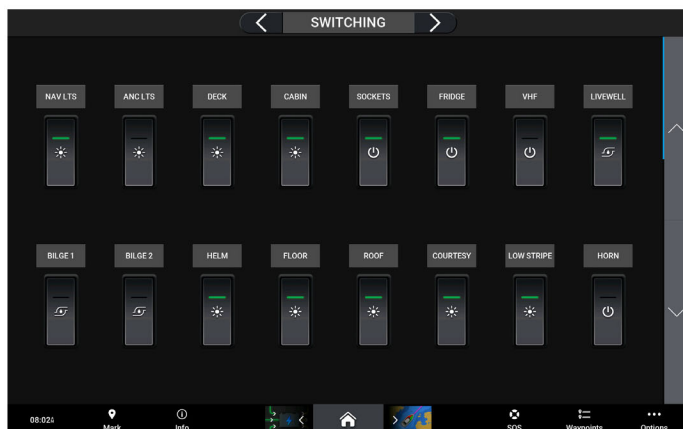 SWITCHING
NAV LTS ANC LTS DECK CABIN SOCKETS FRIDGE VHF LIVEWELL
BILGE 1 BILGE 2 HELM FLOOR ROOF COURTESY LOW STRIPE HORN
08:02
Mark Info SOS Waypoints Options